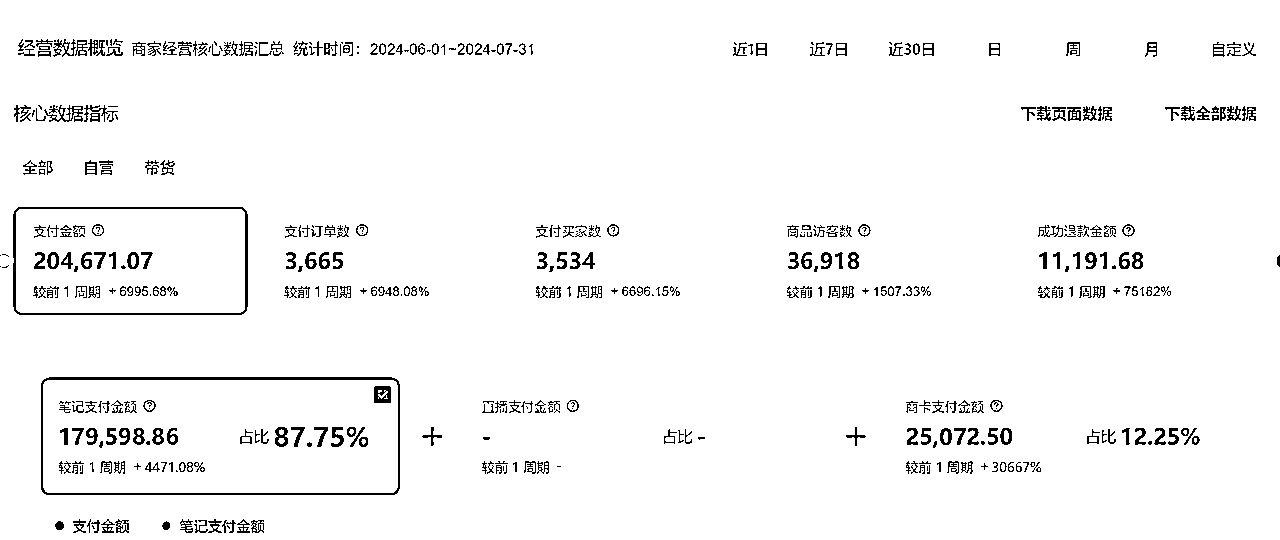 经营数据概览 商家经营核心数据汇总 统计时间：2024-06-01~2024-07-31 近1日 近7日 近30日 日 周 月 自定义
核心数据指标 下载页面数据 下载全部数据
全部 自营 带货
支付金额 支付订单数 支付买家数 商品访客数 成功退款金额
204,671.07 3,665 3,534 36,918 11,191.68
较前 1 周期 +6995.68% 较前 1 周期 +6948.08% 较前 1 周期 +6696.15% 较前 1 周期 +1507.33% 较前 1 周期 +75182%
笔记支付金额 直播支付金额 商卡支付金额
179,598.86 占比 87.75% + - 占比 - + 25,072.50 占比 12.25%
较前 1 周期 +4471.08% 较前 1 周期 - 较前 1 周期 +30667%
支付金额 笔记支付金额